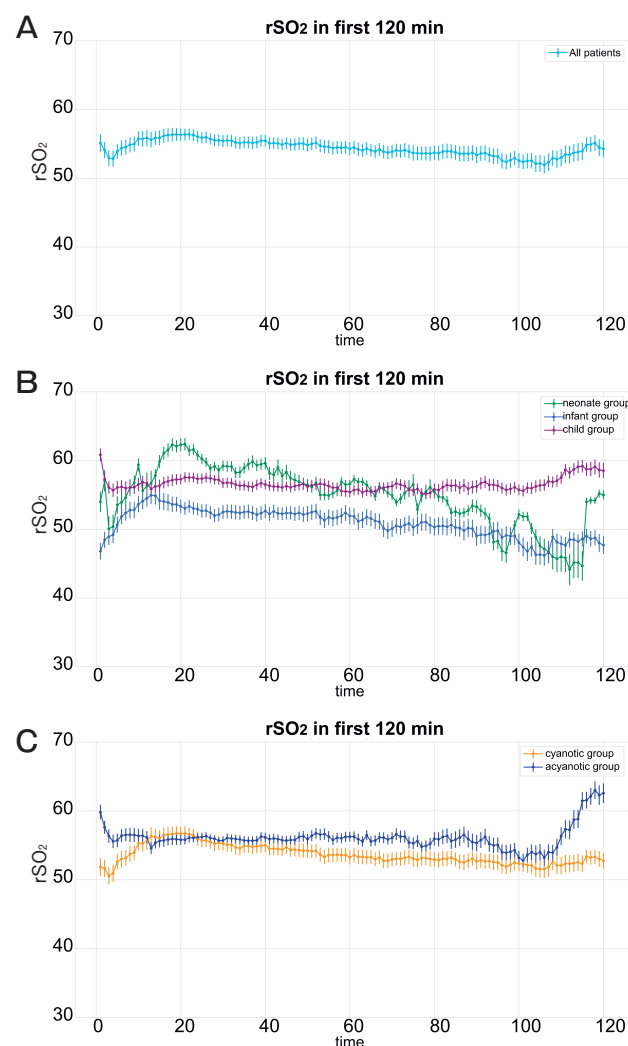 A
rSO2 in first 120 min
All patients
70
60
50
40
30
rSO2
0 20 40 60 80 100 120
time
B
rSO2 in first 120 min
neonate group
infant group
child group
70
60
50
40
30
rSO2
0 20 40 60 80 100 120
time
C
rSO2 in first 120 min
cyanotic group
acyanotic group
70
60
50
40
30
rSO2
0 20 40 60 80 100 120
time